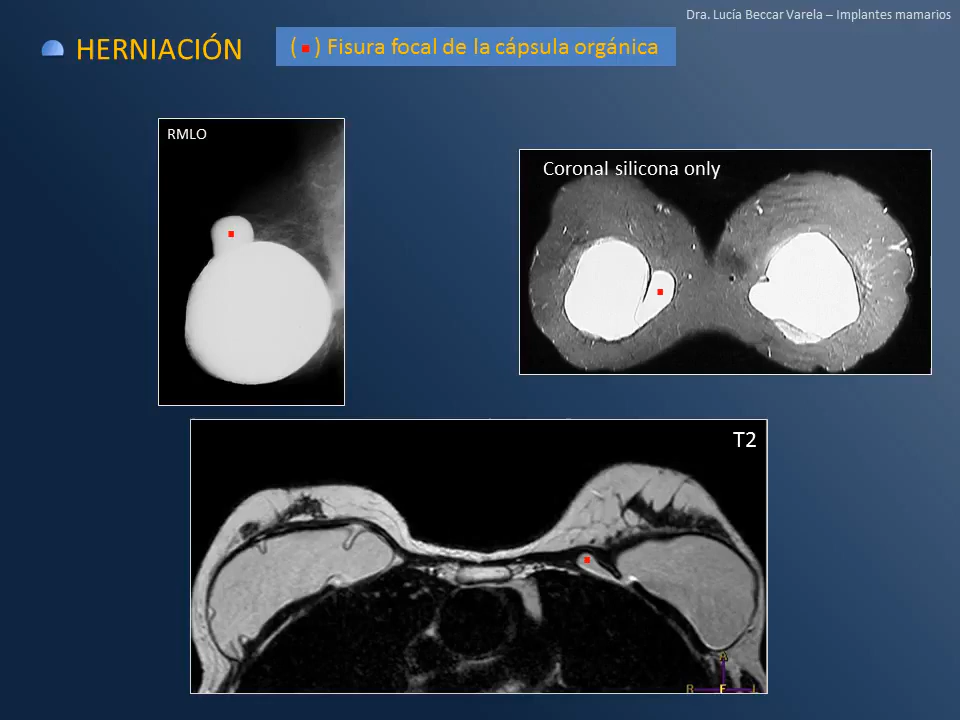 Dra. Lucía Beccar Varela – Implantes mamarios
HERNIACIÓN
( ) Fisura focal de la cápsula orgánica
RMLO
Coronal silicona only
T2
A
R F L